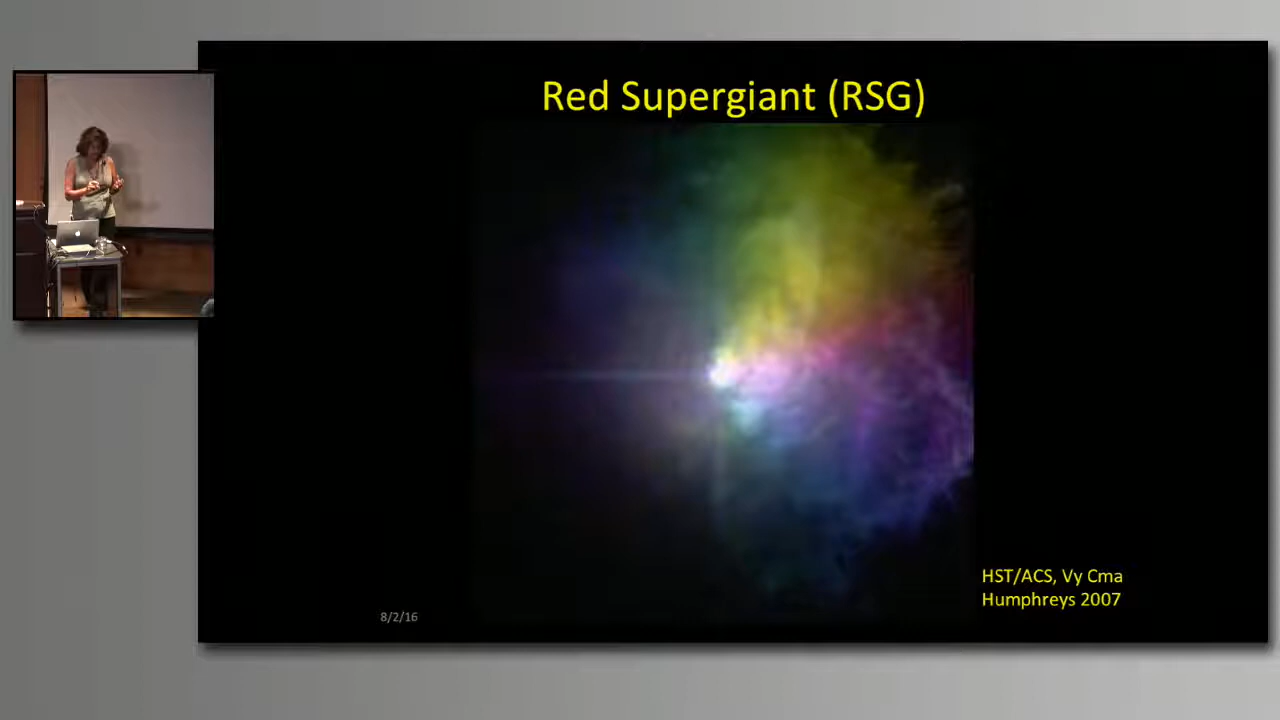 Red Supergiant (RSG)
HST/ACS, Vy Cma
Humphreys 2007
8/2/16